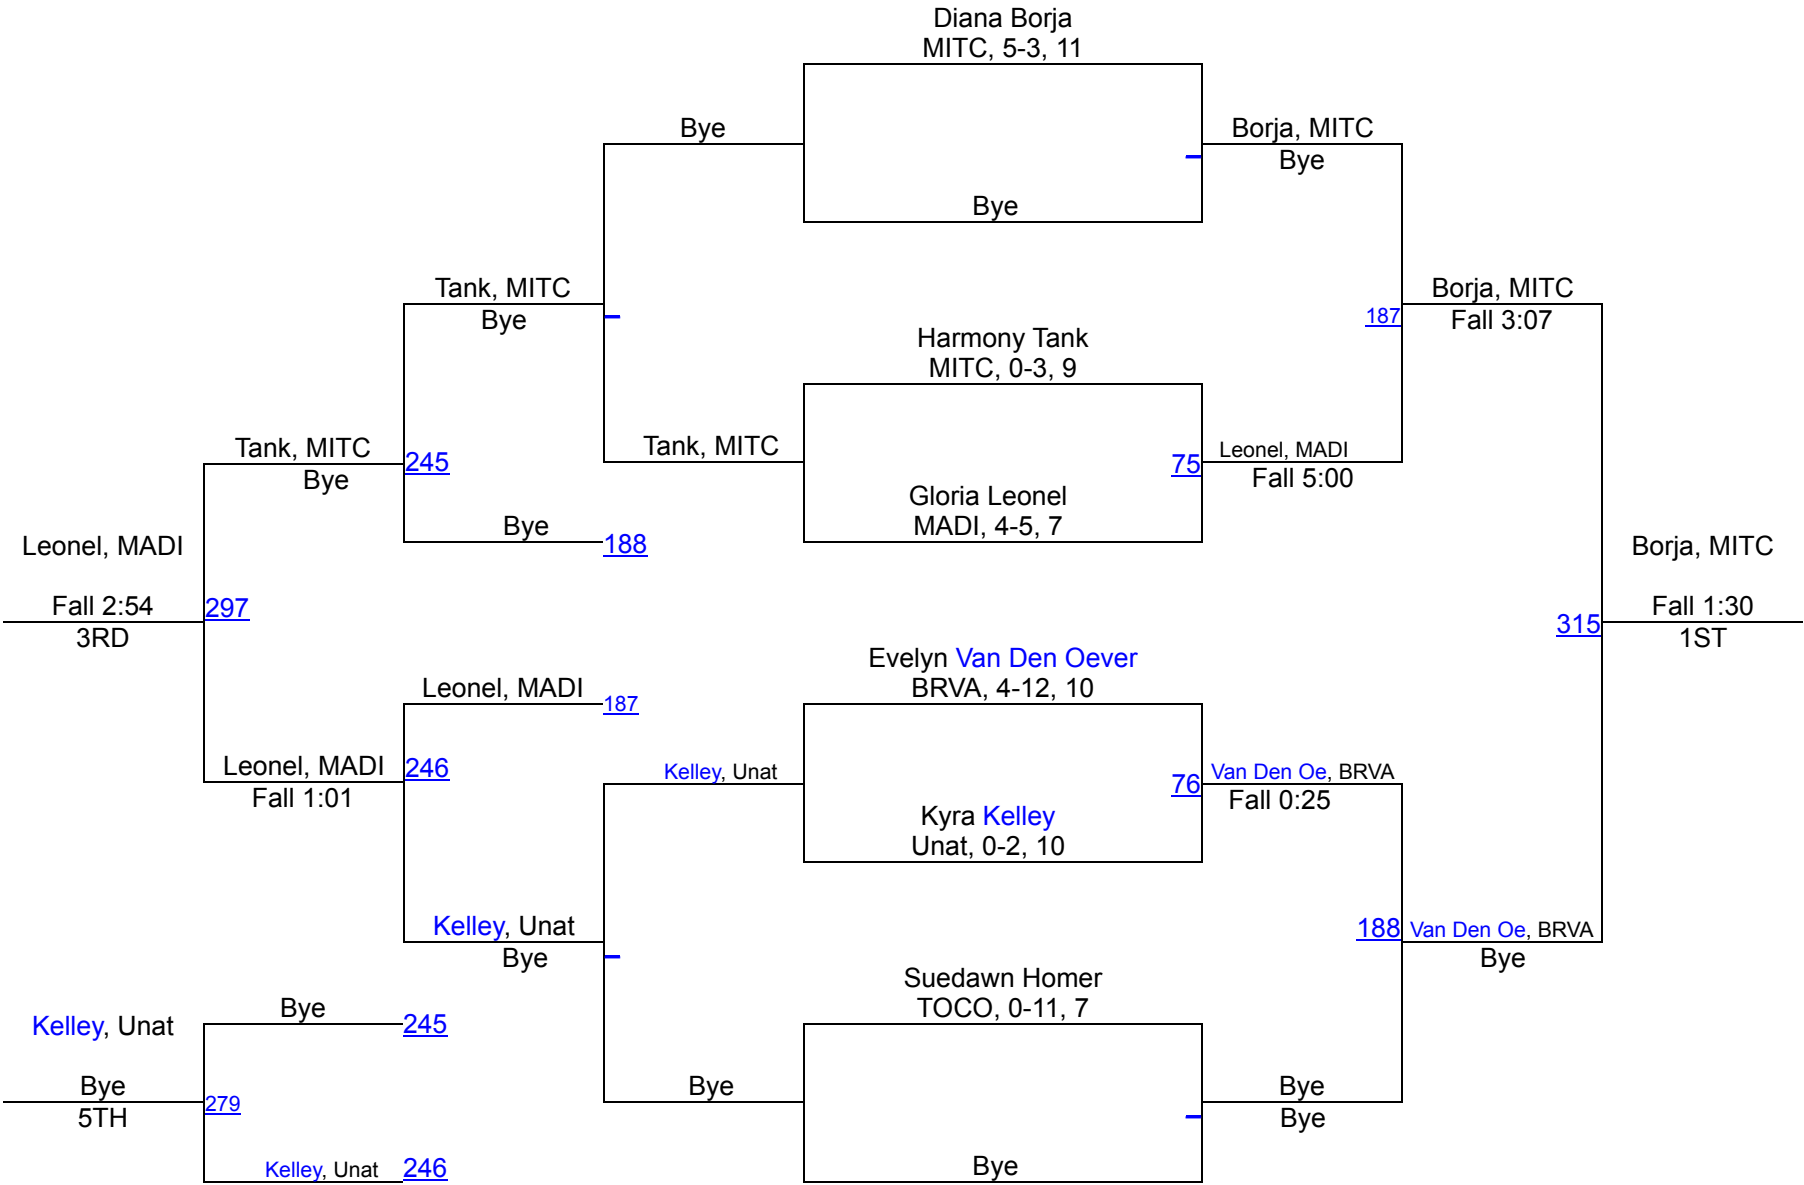 Diana Borja
MITC, 5-3, 11
Bye
Borja, MITC
Bye
Bye
Tank, MITC
Bye
Borja, MITC
187
Fall 3:07
Harmony Tank
MITC, 0-3, 9
Tank, MITC
Bye
245
Tank, MITC
75
Leonel, MADI
Fall 5:00
Gloria Leonel
MADI, 4-5, 7
Bye
188
Leonel, MADI
Fall 2:54
3RD
297
Borja, MITC
Fall 1:30
1ST
315
Evelyn Van Den Oever
BRVA, 4-12, 10
Leonel, MADI
187
Leonel, MADI
Fall 1:01
246
Kelley, Unat
76
Van Den Oe, BRVA
Fall 0:25
Kyra Kelley
Unat, 0-2, 10
Kelley, Unat
Bye
188
Van Den Oe, BRVA
Bye
Suedawn Homer
TOCO, 0-11, 7
Kelley, Unat
Bye
5TH
Bye
245
279
Bye
Bye
Bye
Kelley, Unat
246
Bye